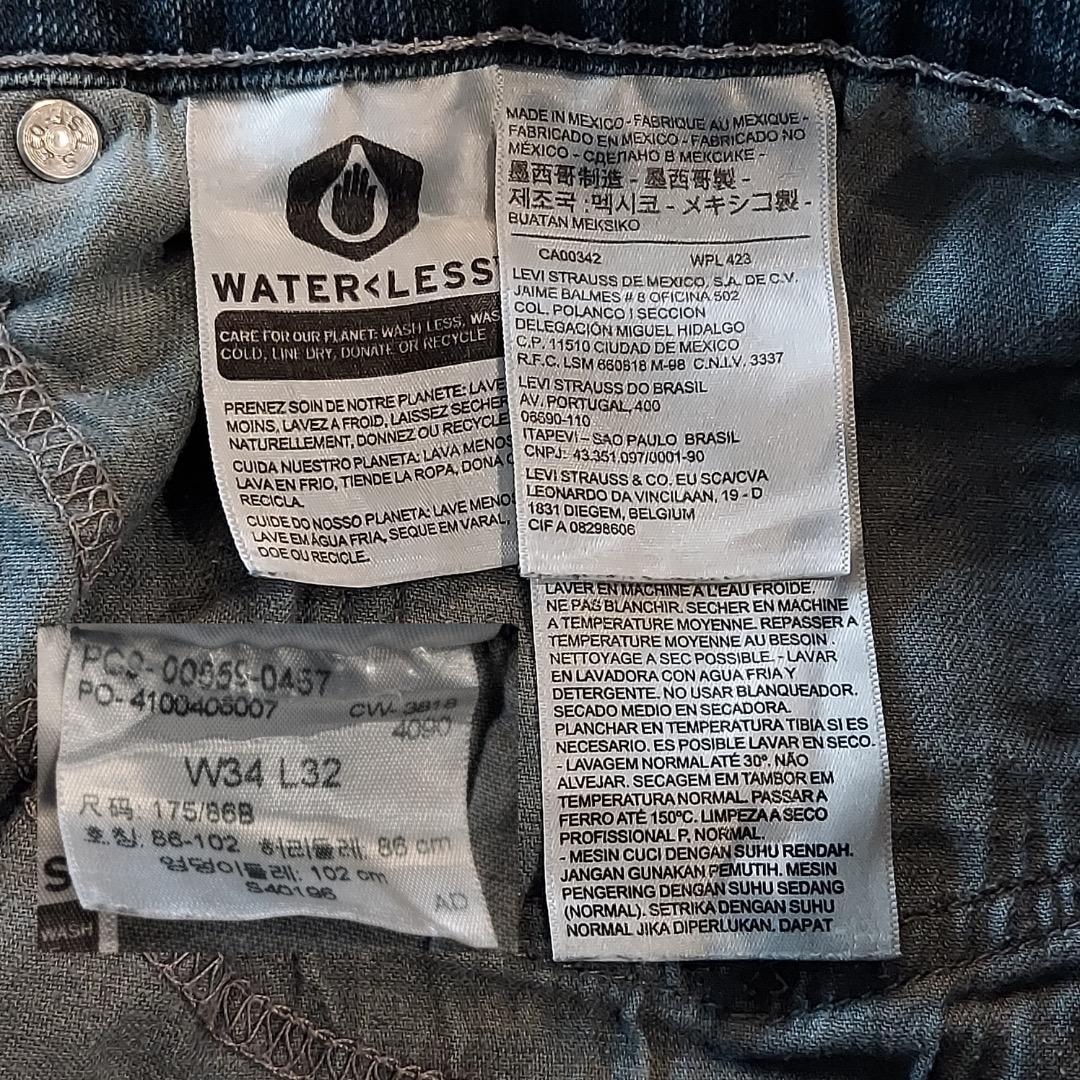 WATER<LESS
CARE FOR OUR PLANET: WASH LESS, WAS
COLD, LINE DRY, DONATE OR RECYCLE
PRENEZ SOIN DE NOTRE PLANETE: LAVE
MOINS, LAVEZ A FROID, LAISSEZ SECHER
NATURELLEMENT, DONNEZ OU RECYCLE
CUIDA NUESTRO PLANETA: LAVA MENOS
LAVA EN FRIO, TIENDE LA ROPA, DONA O
RECICLA.
CUIDE DO NOSSO PLANETA: LAVE MENO
LAVE EM ÁGUA FRIA, SEQUE EM VARAL,
DOE OU RECICLE.
MADE IN MEXICO - FABRIQUE AU MEXIQUE -
FABRICADO EN MEXICO - FABRICADO NO
MÉXICO - СДЕЛАНО В МЕКСИКЕ -
墨西哥制造 - 墨西哥製 -
제조국 :멕시코 - メキシコ製 -
BUATAN MEKSIKO
CA00342 WPL 423
LEVI STRAUSS DE MEXICO, S.A. DE C.V.
JAIME BALMES # 8 OFICINA 502
COL. POLANCO I SECCION
DELEGACIÓN MIGUEL HIDALGO
C.P. 11510 CIUDAD DE MEXICO
R.F.C. LSM 660818 M-98 C.N.I.V. 3337
LEVI STRAUSS DO BRASIL
AV. PORTUGAL, 400
06690-110
ITAPEVI – SAO PAULO BRASIL
CNPJ: 43.351.097/0001-90
LEVI STRAUSS & CO. EU SCA/CVA
LEONARDO DA VINCILAAN, 19 - D
1831 DIEGEM, BELGIUM
CIF A 08298606
LAVER EN MACHINE A L'EAU FROIDE.
NE PAS BLANCHIR. SECHER EN MACHINE
A TEMPERATURE MOYENNE. REPASSER A
TEMPERATURE MOYENNE AU BESOIN .
NETTOYAGE A SEC POSSIBLE. - LAVAR
EN LAVADORA CON AGUA FRIA Y
DETERGENTE. NO USAR BLANQUEADOR.
SECADO MEDIO EN SECADORA.
PLANCHAR EN TEMPERATURA TIBIA SI ES
NECESARIO. ES POSIBLE LAVAR EN SECO.
- LAVAGEM NORMAL ATÉ 30º. NÃO
ALVEJAR. SECAGEM EM TAMBOR EM
TEMPERATURA NORMAL. PASSAR A
FERRO ATÉ 150ºC. LIMPEZA A SECO
PROFISSIONAL P, NORMAL.
- MESIN CUCI DENGAN SUHU RENDAH.
JANGAN GUNAKAN PEMUTIH. MESIN
PENGERING DENGAN SUHU SEDANG
(NORMAL). SETRIKA DENGAN SUHU
NORMAL JIKA DIPERLUKAN. DAPAT
PO- 4100406007
4090
W34 L32
尺码: 175/86B
호칭: 86-102 허리둘레: 86 cm
엉덩이둘레: 102 cm
S40196
AD
WASH